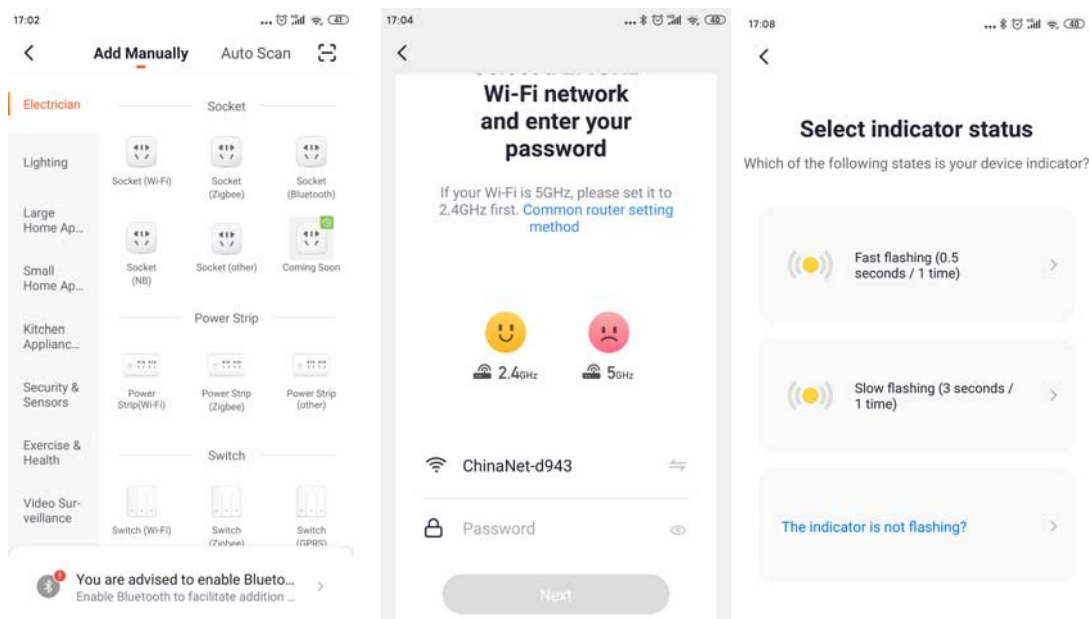 17:02
41
Add Manually Auto Scan
Electrician
Lighting
Large
Home Ap...
Small
Home Ap...
Kitchen
Applianc...
Security &
Sensors
Exercise &
Health
Video Sur-
veillance
Socket
Socket (Wi-Fi)
Socket
(Zigbee)
Socket
(Bluetooth)
Socket
(NB)
Socket (other)
Coming Soon
Power Strip
Power
Strip(Wi-Fi)
Power Strip
(Zigbee)
Power Strip
(other)
Switch
Switch (Wi-Fi)
Switch
(Zigbee)
Switch
(GPRS)
You are advised to enable Blueto...
Enable Bluetooth to facilitate addition ...
17:04
40
Wi-Fi network
and enter your
password
If your Wi-Fi is 5GHz, please set it to
2.4GHz first. Common router setting
method
2.4GHz
5GHz
ChinaNet-d943
Password
Next
17:08
40
Select indicator status
Which of the following states is your device indicator?
Fast flashing (0.5
seconds / 1 time)
Slow flashing (3 seconds /
1 time)
The indicator is not flashing?